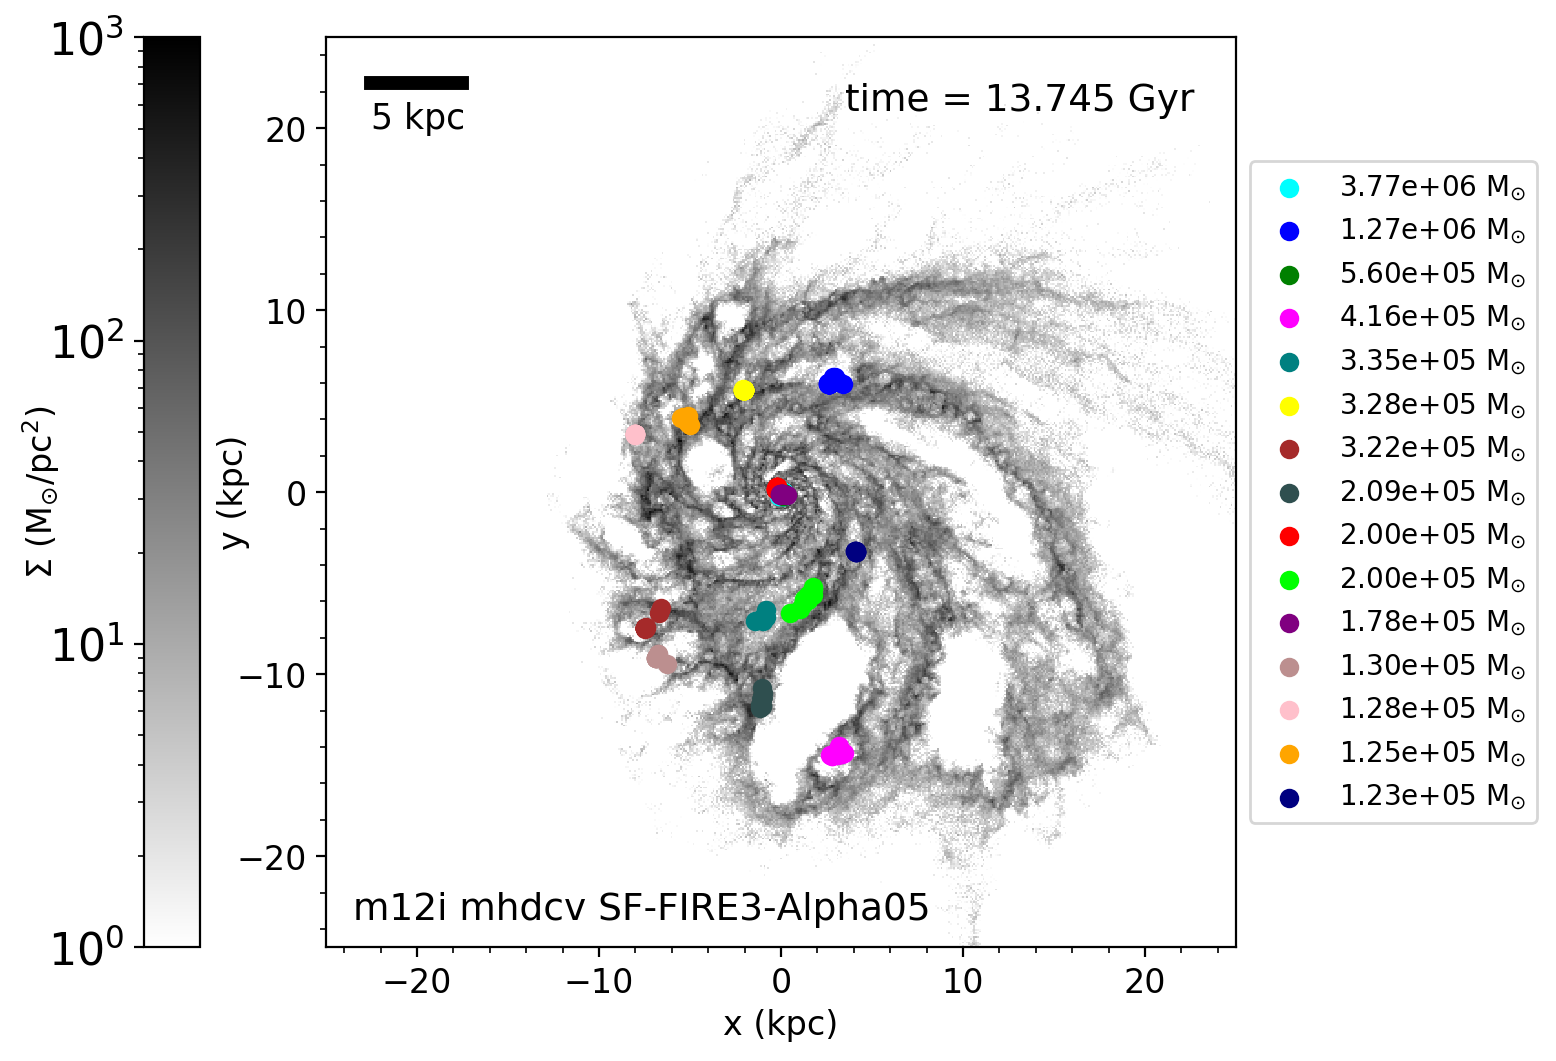 10³
10²
10¹
10⁰
Σ (M⊙/pc²)
20
10
0
−10
−20
y (kpc)
5 kpc
time = 13.745 Gyr
m12i mhdcv SF-FIRE3-Alpha05
−20 −10 0 10 20
x (kpc)
3.77e+06 M⊙
1.27e+06 M⊙
5.60e+05 M⊙
4.16e+05 M⊙
3.35e+05 M⊙
3.28e+05 M⊙
3.22e+05 M⊙
2.09e+05 M⊙
2.00e+05 M⊙
2.00e+05 M⊙
1.78e+05 M⊙
1.30e+05 M⊙
1.28e+05 M⊙
1.25e+05 M⊙
1.23e+05 M⊙